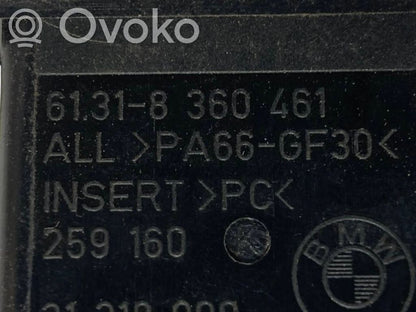 Ovoko
61.31-8 360 461
ALL >PA66-GF30<
INSERT >PC<
259 160
BMW